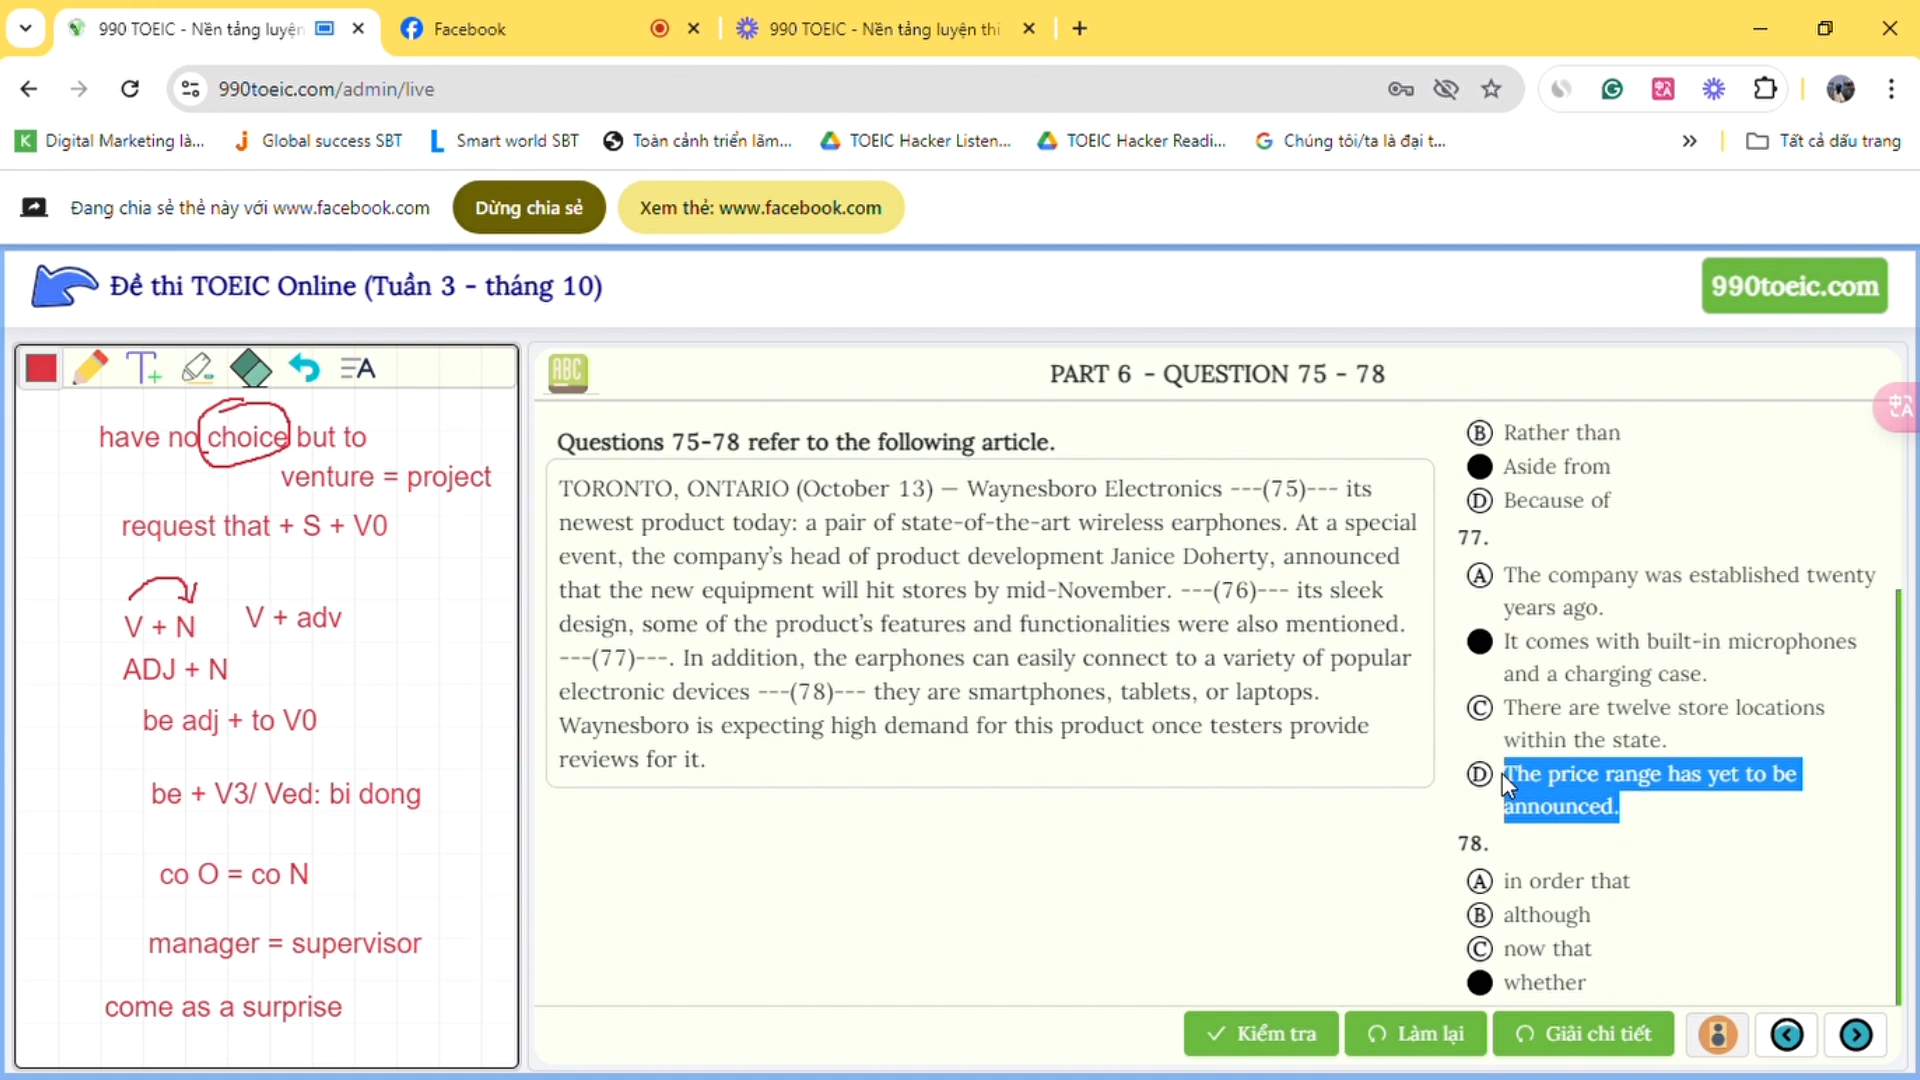 990 TOEIC - Nền tảng luyện
Facebook
990 TOEIC - Nền tảng luyện thi
990toeic.com/admin/live
Digital Marketing là...
Global success SBT
Smart world SBT
Toàn cảnh triển lãm...
TOEIC Hacker Listen...
TOEIC Hacker Readi...
Chúng tôi/ta là đại t...
Tất cả dấu trang
Đang chia sẻ thẻ này với www.facebook.com
Dừng chia sẻ
Xem thẻ: www.facebook.com
Đề thi TOEIC Online (Tuần 3 - tháng 10)
990toeic.com
have no choice but to
venture = project
request that + S + V0
V + N
V + adv
ADJ + N
be adj + to V0
be + V3/ Ved: bi dong
co O = co N
manager = supervisor
come as a surprise
ABC
PART 6 - QUESTION 75 - 78
Questions 75-78 refer to the following article.
TORONTO, ONTARIO (October 13) — Waynesboro Electronics ---(75)--- its
newest product today: a pair of state-of-the-art wireless earphones. At a special
event, the company's head of product development Janice Doherty, announced
that the new equipment will hit stores by mid-November. ---(76)--- its sleek
design, some of the product's features and functionalities were also mentioned.
---(77)---. In addition, the earphones can easily connect to a variety of popular
electronic devices ---(78)--- they are smartphones, tablets, or laptops.
Waynesboro is expecting high demand for this product once testers provide
reviews for it.
B Rather than
Aside from
D Because of
77.
A The company was established twenty
years ago.
It comes with built-in microphones
and a charging case.
C There are twelve store locations
within the state.
D The price range has yet to be
announced.
78.
A in order that
B although
C now that
whether
Kiểm tra
Làm lại
Giải chi tiết